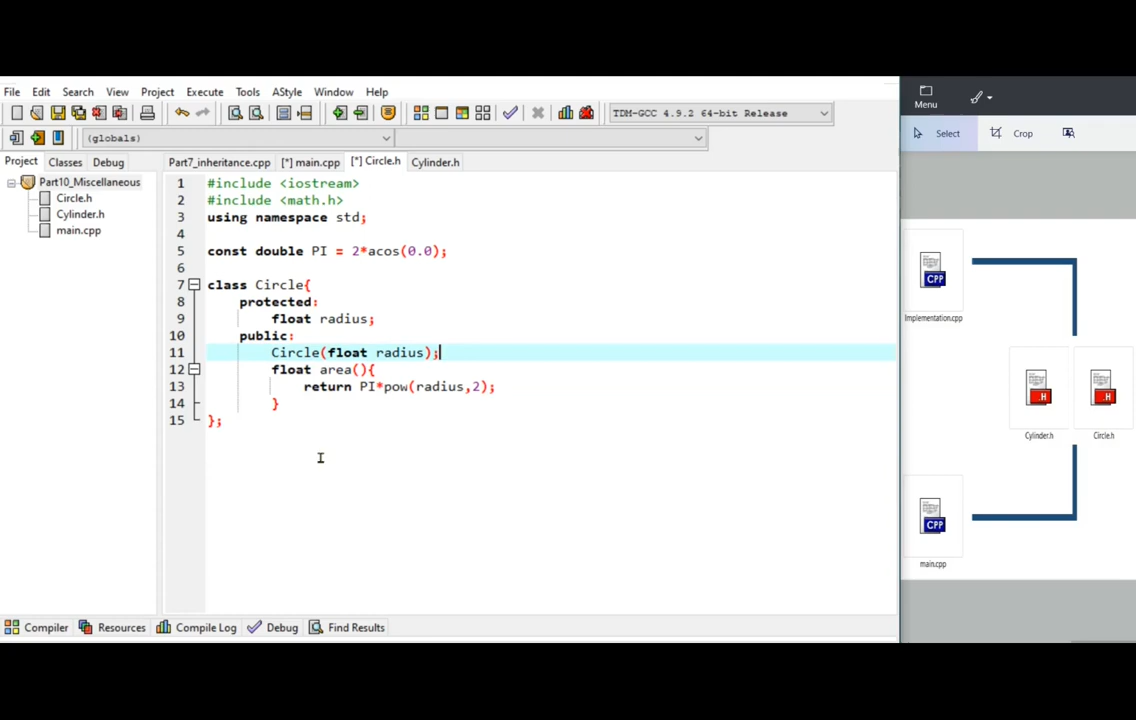 File Edit Search View Project Execute Tools AStyle Window Help
TDM-GCC 4.9.2 64-bit Release
(globals)
Project Classes Debug
Part7_inheritance.cpp [*] main.cpp [*] Circle.h Cylinder.h
Part10_Miscellaneous
Circle.h
Cylinder.h
main.cpp
1 #include <iostream>
2 #include <math.h>
3 using namespace std;
4
5 const double PI = 2*acos(0.0);
6
7 class Circle{
8 protected:
9 float radius;
10 public:
11 Circle(float radius);
12 float area(){
13 return PI*pow(radius,2);
14 }
15 };
Compiler Resources Compile Log Debug Find Results
Menu
Select Crop
CPP
Implementation.cpp
.H .H
Cylinder.h Circle.h
CPP
main.cpp